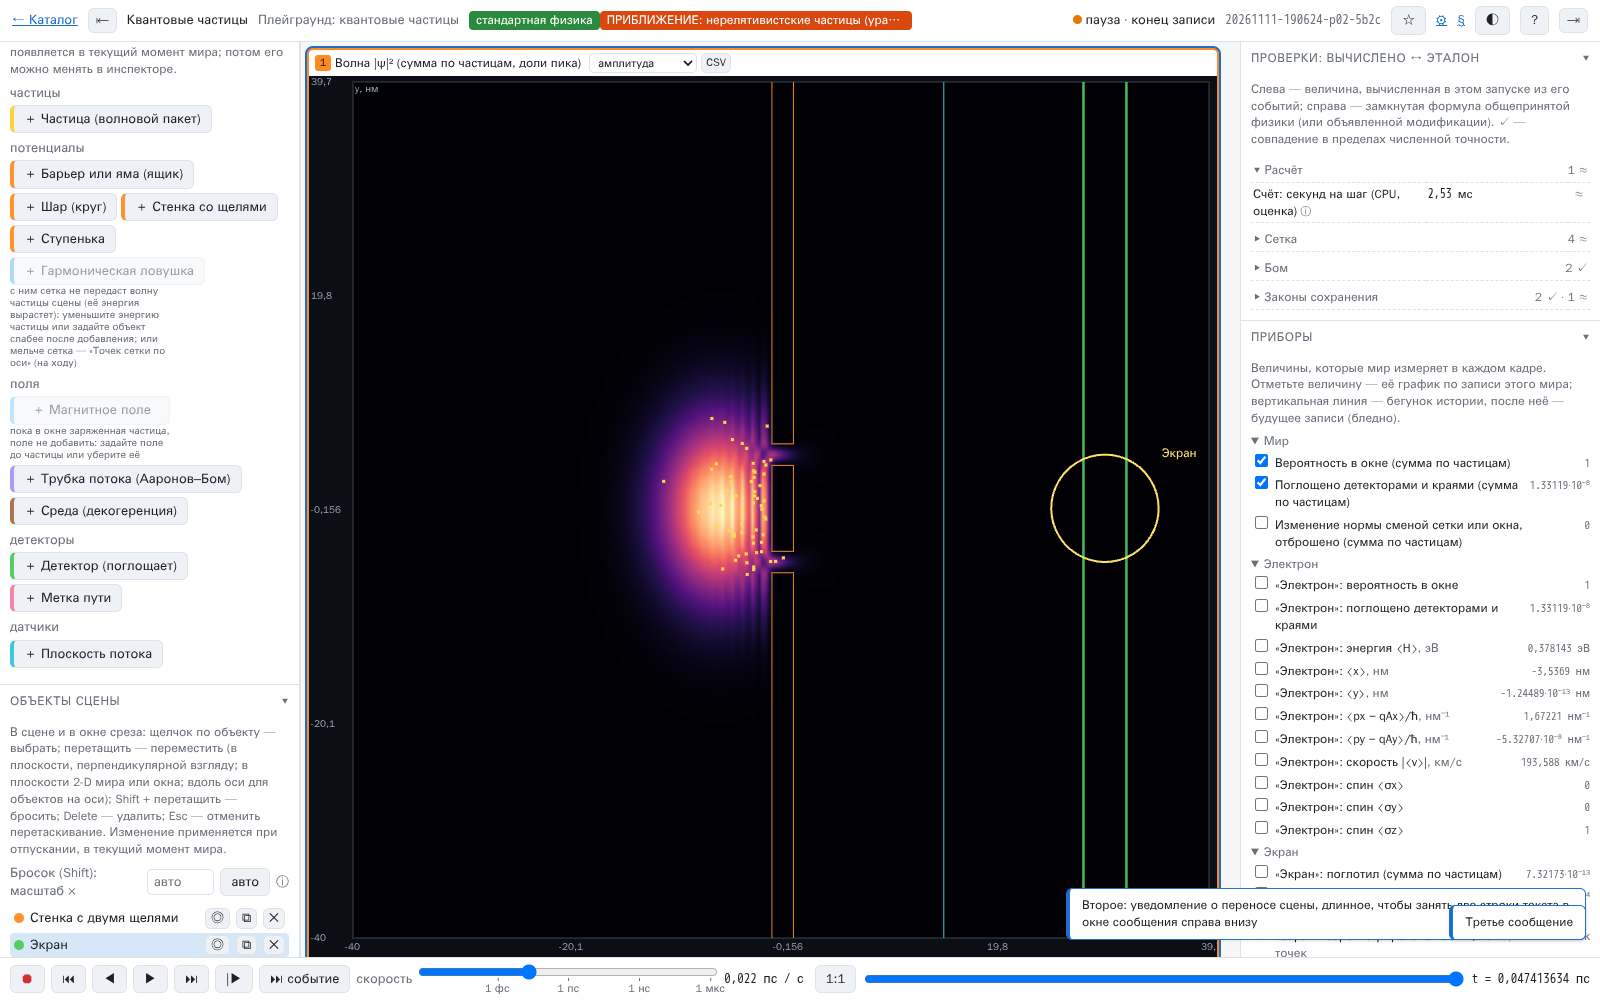 ← Каталог
⇤
Квантовые частицы
Плейграунд: квантовые частицы
стандартная физика
ПРИБЛИЖЕНИЕ: нерелятивистские частицы (ура···
пауза · конец записи
20261111-190624-p02-5b2c
☆
⚙
§
?
⇥
появляется в текущий момент мира; потом его
можно менять в инспекторе.
частицы
+ Частица (волновой пакет)
потенциалы
+ Барьер или яма (ящик)
+ Шар (круг)
+ Стенка со щелями
+ Ступенька
+ Гармоническая ловушка
с ним сетка не передаст волну
частицы сцены (её энергия
вырастет): уменьшите энергию
частицы или задайте объект
слабее после добавления; или
мельче сетка — «Точек сетки по
оси» (на ходу)
поля
+ Магнитное поле
пока в окне заряженная частица,
поле не добавить: задайте поле
до частицы или уберите её
+ Трубка потока (Ааронов–Бом)
+ Среда (декогеренция)
детекторы
+ Детектор (поглощает)
+ Метка пути
датчики
+ Плоскость потока
ОБЪЕКТЫ СЦЕНЫ
В сцене и в окне среза: щелчок по объекту —
выбрать; перетащить — переместить (в
плоскости, перпендикулярной взгляду; в
плоскости 2-D мира или окна; вдоль оси для
объектов на оси); Shift + перетащить —
бросить; Delete — удалить; Esc — отменить
перетаскивание. Изменение применяется при
отпускании, в текущий момент мира.
Бросок (Shift):
масштаб ×
авто
авто
ⓘ
Стенка с двумя щелями
Экран
1
Волна |ψ|² (сумма по частицам, доли пика)
амплитуда
CSV
39,7
y, нм
19,8
-0,156
-20,1
-40
-40
-20,1
-0,156
19,8
39,
Экран
ПРОВЕРКИ: ВЫЧИСЛЕНО ↔ ЭТАЛОН
Слева — величина, вычисленная в этом запуске из его
событий; справа — замкнутая формула общепринятой
физики (или объявленной модификации). ✓ —
совпадение в пределах численной точности.
Расчёт
1 ≈
Счёт: секунд на шаг (CPU,
оценка) ⓘ
2,53 мс
≈
Сетка
4 ≈
Бом
2 ✓
Законы сохранения
2 ✓ · 1 ≈
ПРИБОРЫ
Величины, которые мир измеряет в каждом кадре.
Отметьте величину — её график по записи этого мира;
вертикальная линия — бегунок истории, после неё —
будущее записи (бледно).
Мир
Вероятность в окне (сумма по частицам)
1
Поглощено детекторами и краями (сумма
по частицам)
1.33119·10⁻⁸
Изменение нормы сменой сетки или окна,
отброшено (сумма по частицам)
0
Электрон
«Электрон»: вероятность в окне
1
«Электрон»: поглощено детекторами и
краями
1.33119·10⁻⁸
«Электрон»: энергия ⟨H⟩, эВ
0,378143 эВ
«Электрон»: ⟨x⟩, нм
-3,5369 нм
«Электрон»: ⟨y⟩, нм
-1.24489·10⁻¹³ нм
«Электрон»: ⟨px − qAx⟩/ħ, нм⁻¹
1,67221 нм⁻¹
«Электрон»: ⟨py − qAy⟩/ħ, нм⁻¹
-5.32707·10⁻⁸ нм⁻¹
«Электрон»: скорость |⟨v⟩|, км/с
193,588 км/с
«Электрон»: спин ⟨σx⟩
0
«Электрон»: спин ⟨σy⟩
0
«Электрон»: спин ⟨σz⟩
1
Экран
«Экран»: поглотил (сумма по частицам)
7.32173·10⁻¹³
Второе: уведомление о переносе сцены, длинное, чтобы занять две строки текста в
окне сообщения справа внизу
Третье сообщение
точек
событие
скорость
1 фс
1 пс
1 нс
1 мкс
0,022 пс / с
1:1
t = 0,047413634 пс